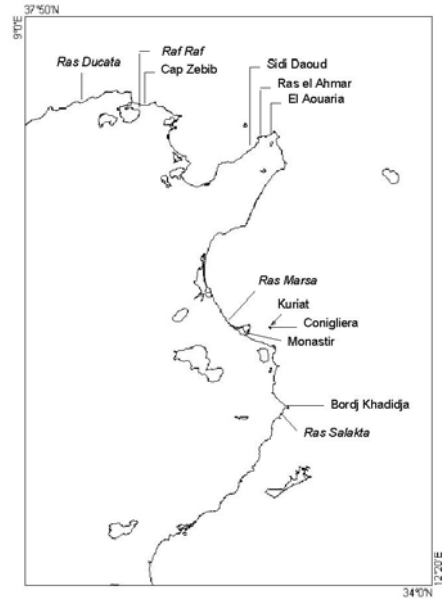 37°50'N
9°0'E
Raf Raf
Ras Ducata
Cap Zebib
Sidi Daoud
Ras el Ahmar
El Aouaria
Ras Marsa
Kuriat
Conigliera
Monastir
Bordj Khadidja
Ras Salakta
12°20'E
34°0'N